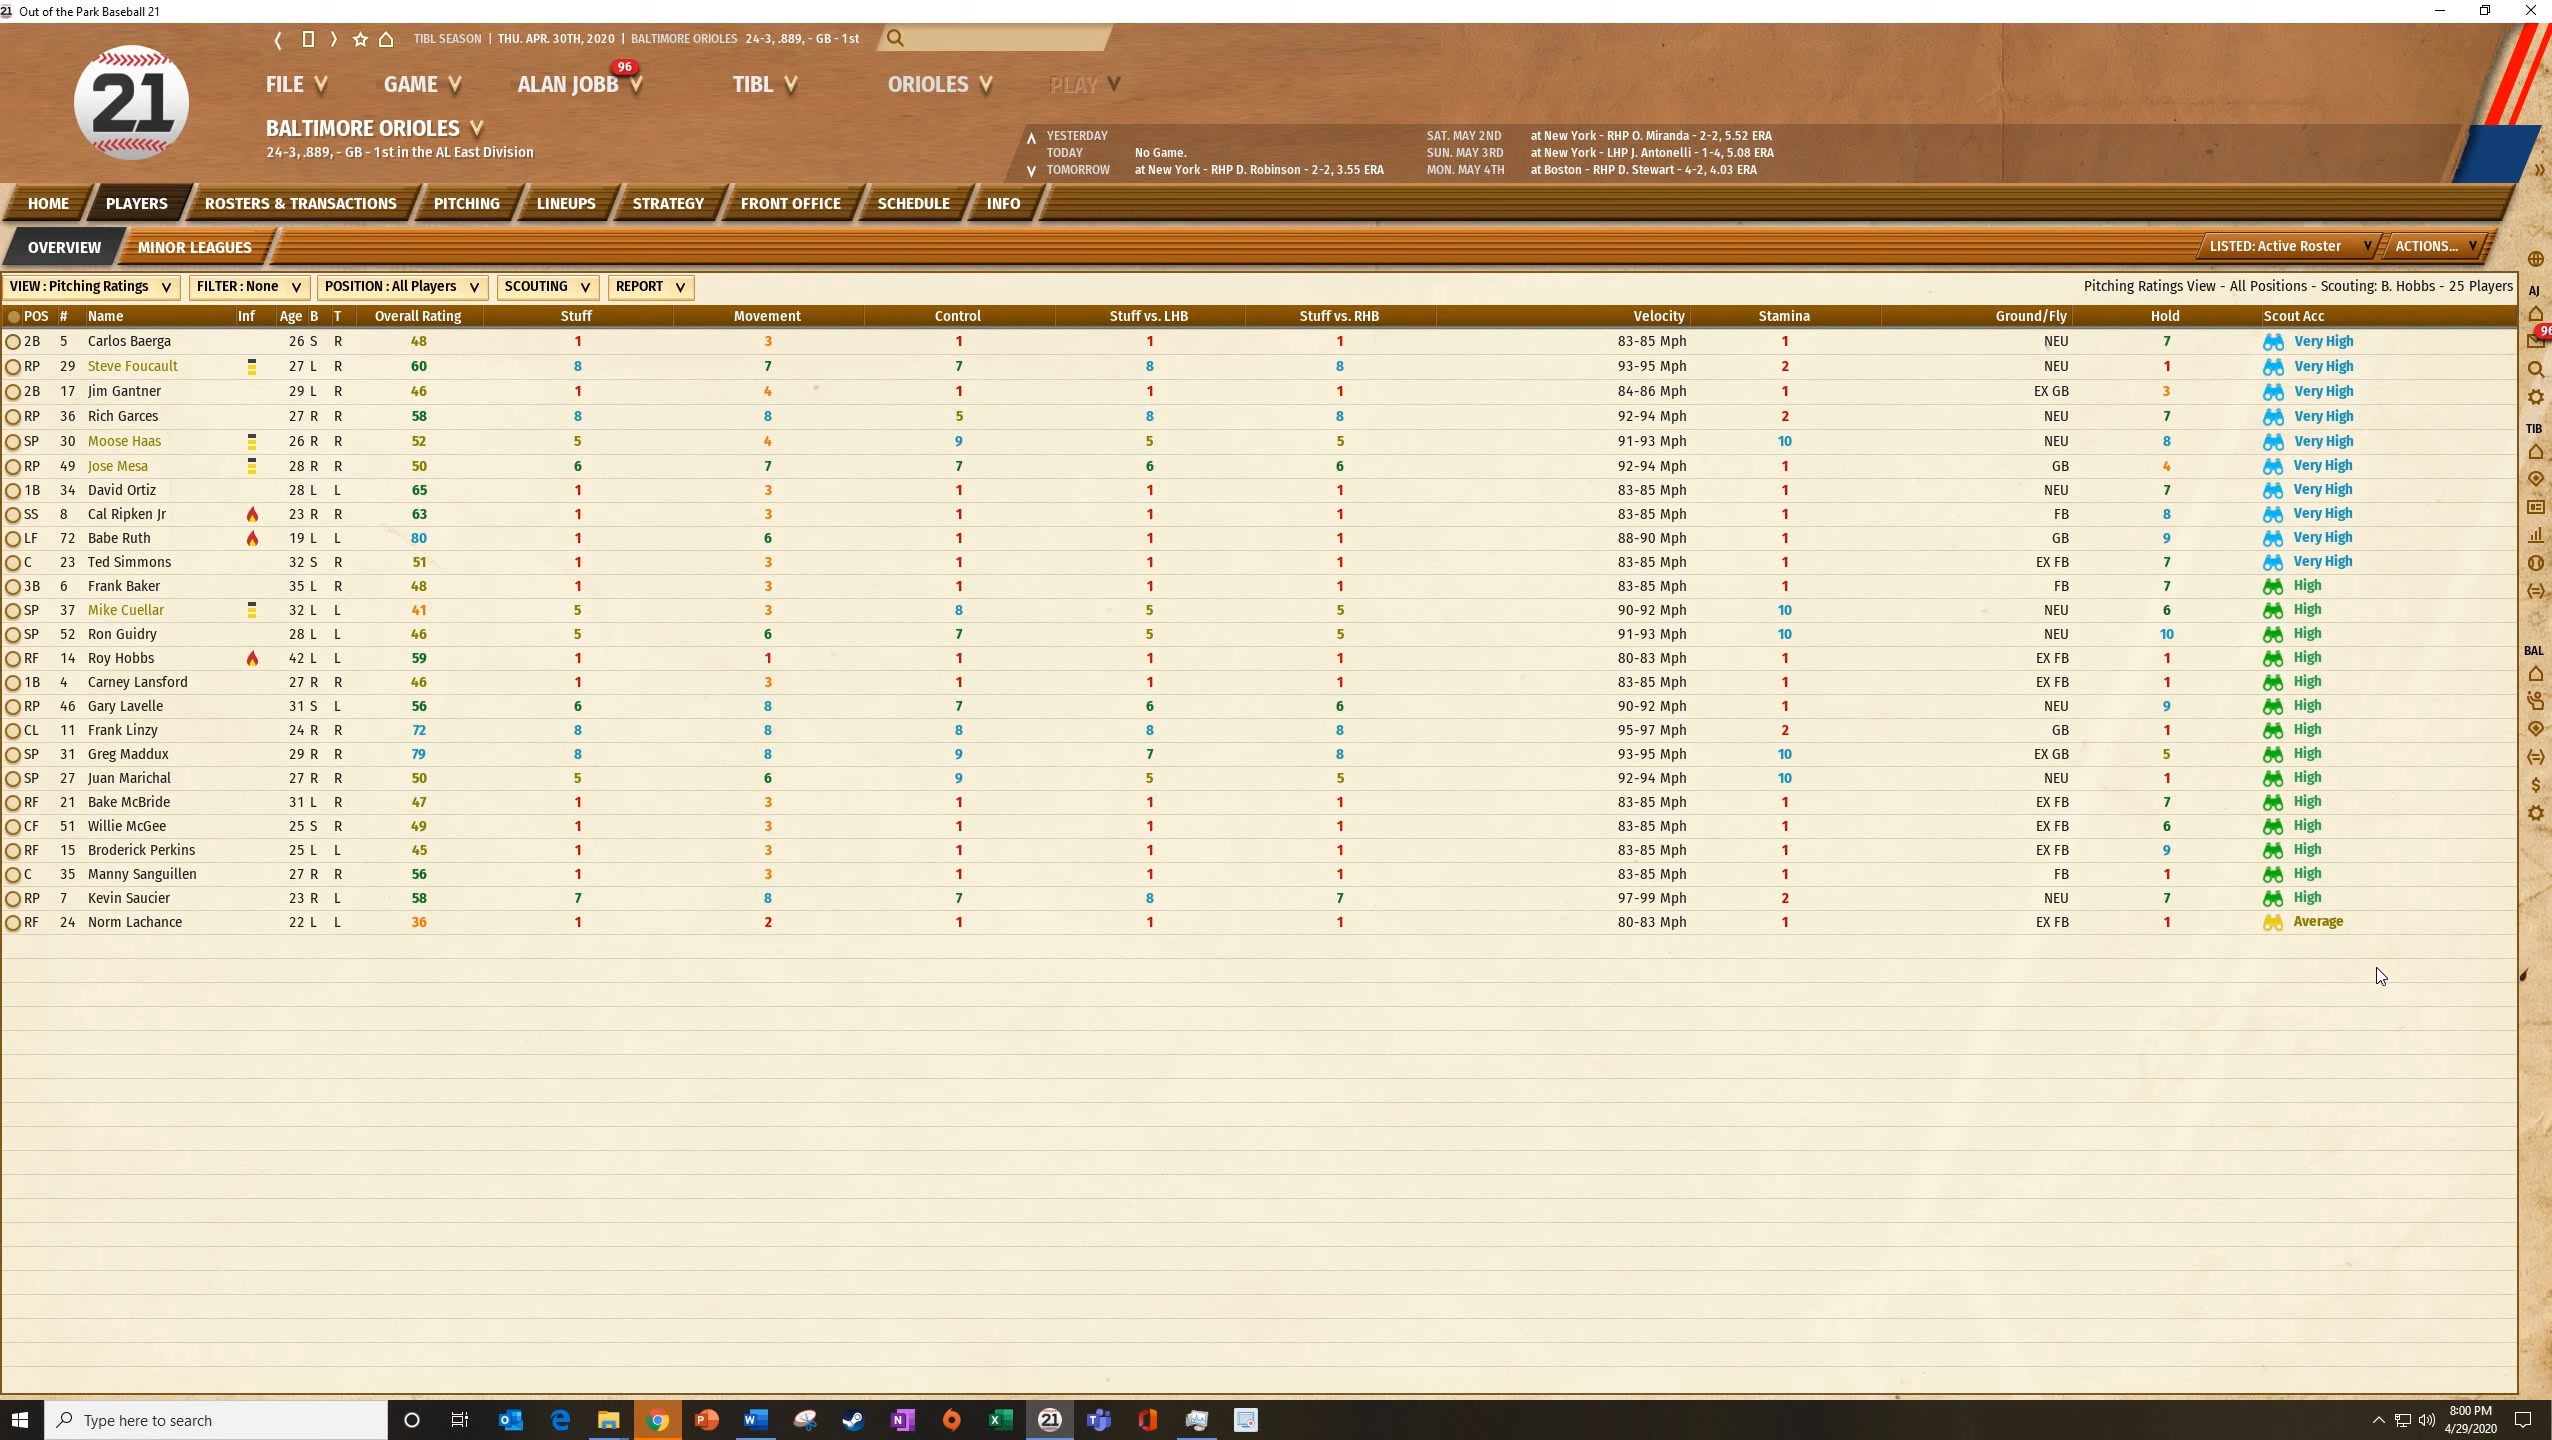 Out of the Park Baseball 21
TIBL SEASON | THU. APR. 30TH, 2020 | BALTIMORE ORIOLES 24-3, .889, - GB - 1st
21
FILE GAME ALAN JOBB 96 TIBL ORIOLES PLAY
BALTIMORE ORIOLES
24-3, .889, - GB - 1st in the AL East Division
YESTERDAY
TODAY No Game.
TOMORROW at New York - RHP D. Robinson - 2-2, 3.55 ERA
SAT. MAY 2ND at New York - RHP O. Miranda - 2-2, 5.52 ERA
SUN. MAY 3RD at New York - LHP J. Antonelli - 1-4, 5.08 ERA
MON. MAY 4TH at Boston - RHP D. Stewart - 4-2, 4.03 ERA
HOME PLAYERS ROSTERS & TRANSACTIONS PITCHING LINEUPS STRATEGY FRONT OFFICE SCHEDULE INFO
OVERVIEW MINOR LEAGUES LISTED: Active Roster ACTIONS...
VIEW : Pitching Ratings FILTER : None POSITION : All Players SCOUTING REPORT Pitching Ratings View - All Positions - Scouting: B. Hobbs - 25 Players
POS # Name Inf Age B T Overall Rating Stuff Movement Control Stuff vs. LHB Stuff vs. RHB Velocity Stamina Ground/Fly Hold Scout Acc
2B 5 Carlos Baerga 26 S R 48 1 3 1 1 1 83-85 Mph 1 NEU 7 Very High
RP 29 Steve Foucault 27 L R 60 8 7 7 8 8 93-95 Mph 2 NEU 1 Very High
2B 17 Jim Gantner 29 L R 46 1 4 1 1 1 84-86 Mph 1 EX GB 3 Very High
RP 36 Rich Garces 27 R R 58 8 8 5 8 8 92-94 Mph 2 NEU 7 Very High
SP 30 Moose Haas 26 R R 52 5 4 9 5 5 91-93 Mph 10 NEU 8 Very High
RP 49 Jose Mesa 28 R R 50 6 7 7 6 6 92-94 Mph 1 GB 4 Very High
1B 34 David Ortiz 28 L L 65 1 3 1 1 1 83-85 Mph 1 NEU 7 Very High
SS 8 Cal Ripken Jr 23 R R 63 1 3 1 1 1 83-85 Mph 1 FB 8 Very High
LF 72 Babe Ruth 19 L L 80 1 6 1 1 1 88-90 Mph 1 GB 9 Very High
C 23 Ted Simmons 32 S R 51 1 3 1 1 1 83-85 Mph 1 EX FB 7 Very High
3B 6 Frank Baker 35 L R 48 1 3 1 1 1 83-85 Mph 1 FB 7 High
SP 37 Mike Cuellar 32 L L 41 5 3 8 5 5 90-92 Mph 10 NEU 6 High
SP 52 Ron Guidry 28 L L 46 5 6 7 5 5 91-93 Mph 10 NEU 10 High
RF 14 Roy Hobbs 42 L L 59 1 1 1 1 1 80-83 Mph 1 EX FB 1 High
1B 4 Carney Lansford 27 R R 46 1 3 1 1 1 83-85 Mph 1 EX FB 1 High
RP 46 Gary Lavelle 31 S L 56 6 8 7 6 6 90-92 Mph 1 NEU 9 High
CL 11 Frank Linzy 24 R R 72 8 8 8 8 8 95-97 Mph 2 GB 1 High
SP 31 Greg Maddux 29 R R 79 8 8 9 7 8 93-95 Mph 10 EX GB 5 High
SP 27 Juan Marichal 27 R R 50 5 6 9 5 5 92-94 Mph 10 NEU 1 High
RF 21 Bake McBride 31 L R 47 1 3 1 1 1 83-85 Mph 1 EX FB 7 High
CF 51 Willie McGee 25 S R 49 1 3 1 1 1 83-85 Mph 1 EX FB 6 High
RF 15 Broderick Perkins 25 L L 45 1 3 1 1 1 83-85 Mph 1 EX FB 9 High
C 35 Manny Sanguillen 27 R R 56 1 3 1 1 1 83-85 Mph 1 FB 1 High
RP 7 Kevin Saucier 23 R L 58 7 8 7 8 7 97-99 Mph 2 NEU 7 High
RF 24 Norm Lachance 22 L L 36 1 2 1 1 1 80-83 Mph 1 EX FB 1 Average
AJ
96
TIB
BAL
Type here to search
21
8:00 PM
4/29/2020